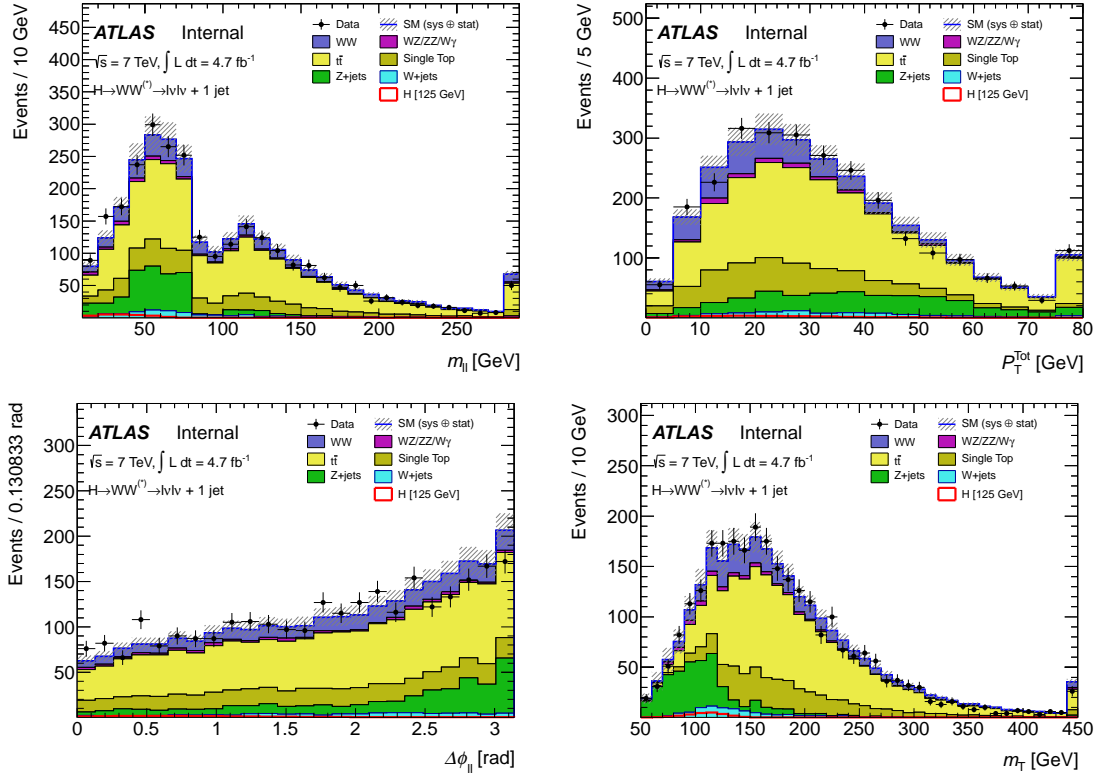 Events / 10 GeV
ATLAS Internal
√s = 7 TeV, ∫ L dt = 4.7 fb⁻¹
H→WW⁽*⁾→lνlν + 1 jet
Data
SM (sys ⊕ stat)
WW
WZ/ZZ/Wγ
tt̄
Single Top
Z+jets
W+jets
H [125 GeV]
450
400
350
300
250
200
150
100
50
50 100 150 200 250
m_ll [GeV]
Events / 5 GeV
ATLAS Internal
√s = 7 TeV, ∫ L dt = 4.7 fb⁻¹
H→WW⁽*⁾→lνlν + 1 jet
Data
SM (sys ⊕ stat)
WW
WZ/ZZ/Wγ
tt̄
Single Top
Z+jets
W+jets
H [125 GeV]
500
400
300
200
100
0 10 20 30 40 50 60 70 80
P_T^Tot [GeV]
Events / 0.130833 rad
ATLAS Internal
√s = 7 TeV, ∫ L dt = 4.7 fb⁻¹
H→WW⁽*⁾→lνlν + 1 jet
Data
SM (sys ⊕ stat)
WW
WZ/ZZ/Wγ
tt̄
Single Top
Z+jets
W+jets
H [125 GeV]
300
250
200
150
100
50
0 0.5 1 1.5 2 2.5 3
Δϕ_ll [rad]
Events / 10 GeV
ATLAS Internal
√s = 7 TeV, ∫ L dt = 4.7 fb⁻¹
H→WW⁽*⁾→lνlν + 1 jet
Data
SM (sys ⊕ stat)
WW
WZ/ZZ/Wγ
tt̄
Single Top
Z+jets
W+jets
H [125 GeV]
300
250
200
150
100
50
50 100 150 200 250 300 350 400 450
m_T [GeV]